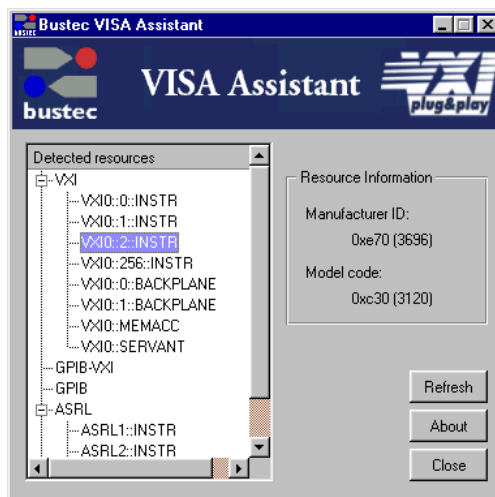 Bustec VISA Assistant
BUSTEC
bustec
VISA Assistant
VXI
plug&play
Detected resources
VXI
VXI0::0::INSTR
VXI0::1::INSTR
VXI0::2::INSTR
VXI0::256::INSTR
VXI0::0::BACKPLANE
VXI0::1::BACKPLANE
VXI0::MEMACC
VXI0::SERVANT
GPIB-VXI
GPIB
ASRL
ASRL1::INSTR
ASRL2::INSTR
Resource Information
Manufacturer ID:
0xe70 (3696)
Model code:
0xc30 (3120)
Refresh
About
Close